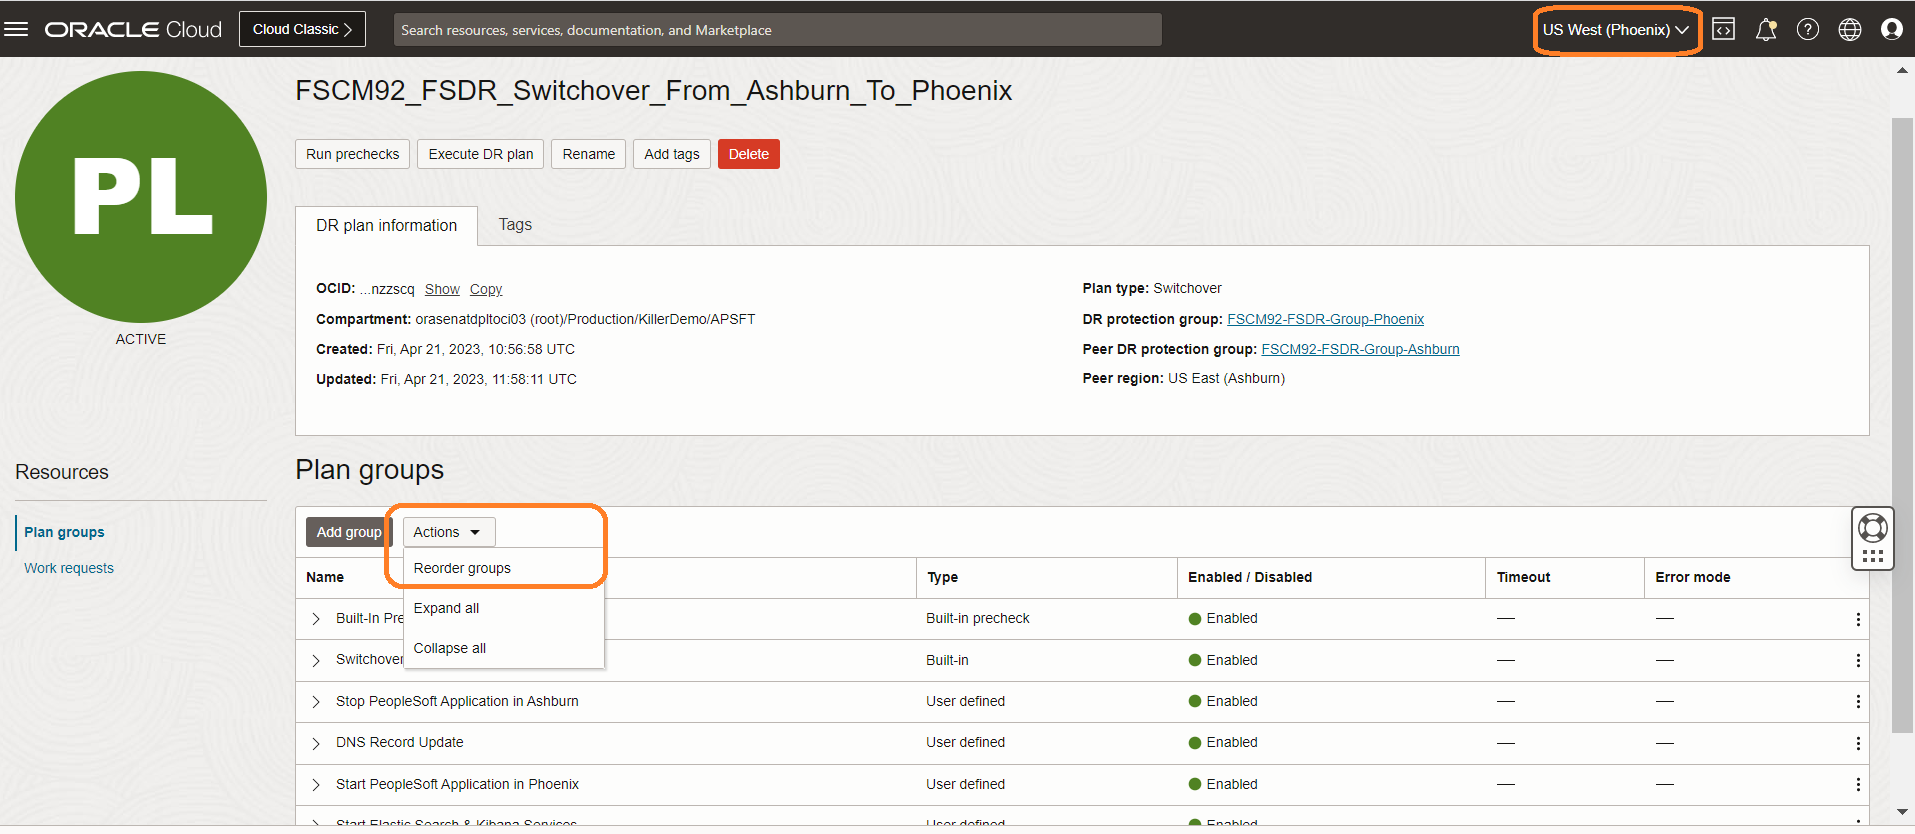 ORACLE Cloud
Cloud Classic
Search resources, services, documentation, and Marketplace
US West (Phoenix)
PL
ACTIVE
FSCM92_FSDR_Switchover_From_Ashburn_To_Phoenix
Run prechecks
Execute DR plan
Rename
Add tags
Delete
DR plan information
Tags
OCID: ...nzzscq Show Copy
Compartment: orasenatdpltoci03 (root)/Production/KillerDemo/APSFT
Created: Fri, Apr 21, 2023, 10:56:58 UTC
Updated: Fri, Apr 21, 2023, 11:58:11 UTC
Plan type: Switchover
DR protection group: FSCM92-FSDR-Group-Phoenix
Peer DR protection group: FSCM92-FSDR-Group-Ashburn
Peer region: US East (Ashburn)
Resources
Plan groups
Work requests
Plan groups
Add group
Actions
Reorder groups
Expand all
Collapse all
Name Type Enabled / Disabled Timeout Error mode
Built-In Pre Built-in precheck Enabled — —
Switchover Built-in Enabled — —
Stop PeopleSoft Application in Ashburn User defined Enabled — —
DNS Record Update User defined Enabled — —
Start PeopleSoft Application in Phoenix User defined Enabled — —
Start Elastic Search & Kibana Services User defined Enabled